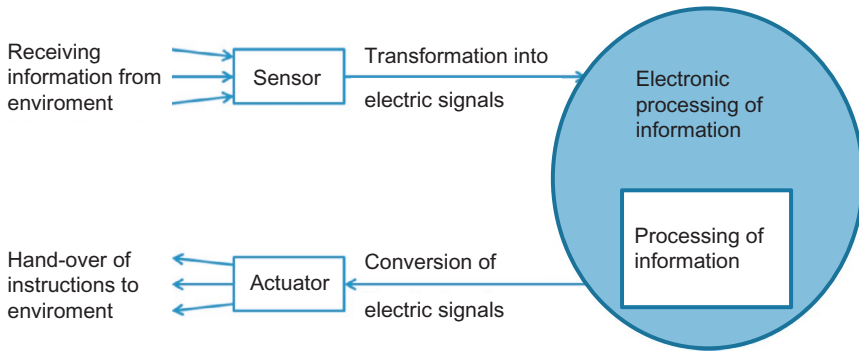 Receiving
information from
enviroment
Sensor
Transformation into
electric signals
Electronic
processing of
information
Processing of
information
Hand-over of
instructions to
enviroment
Actuator
Conversion of
electric signals